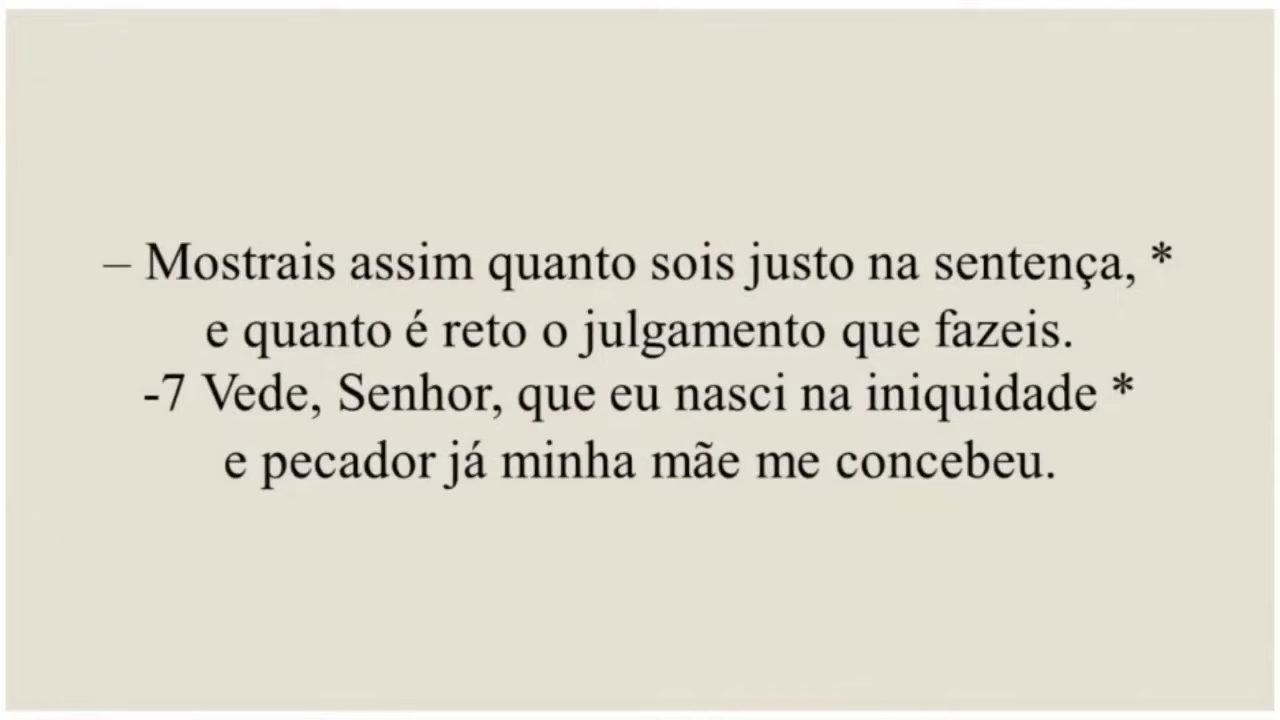 – Mostrais assim quanto sois justo na sentença, *
e quanto é reto o julgamento que fazeis.
-7 Vede, Senhor, que eu nasci na iniquidade *
e pecador já minha mãe me concebeu.